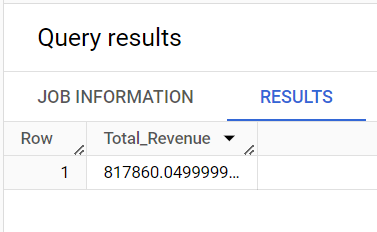 Query results
JOB INFORMATION RESULTS
Row Total_Revenue
1 817860.0499999...